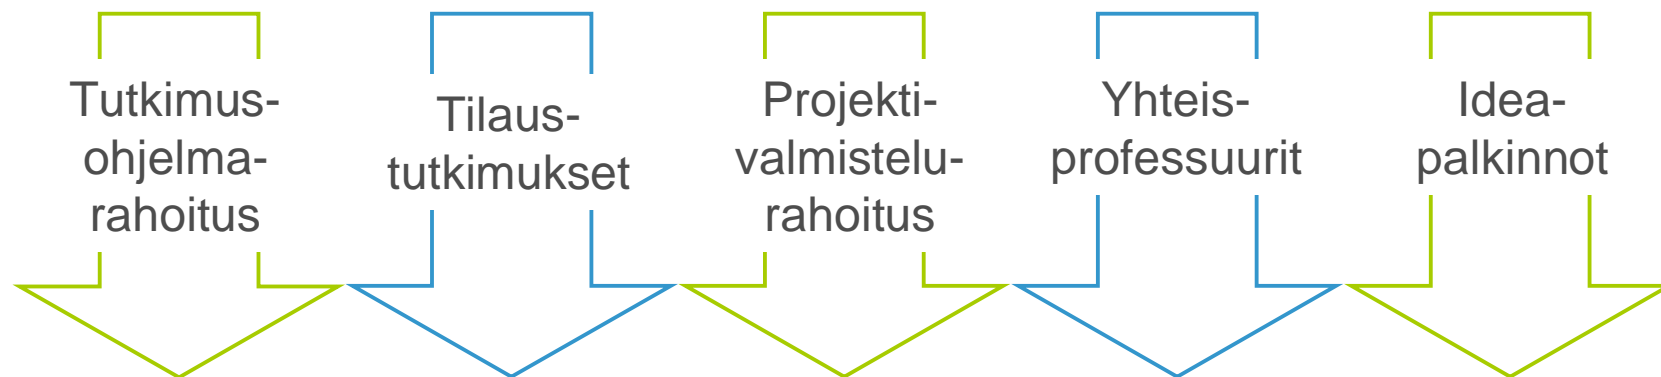 Tutkimus-
ohjelma-
rahoitus
Tilaus-
tutkimukset
Projekti-
valmistelu-
rahoitus
Yhteis-
professuurit
Idea-
palkinnot